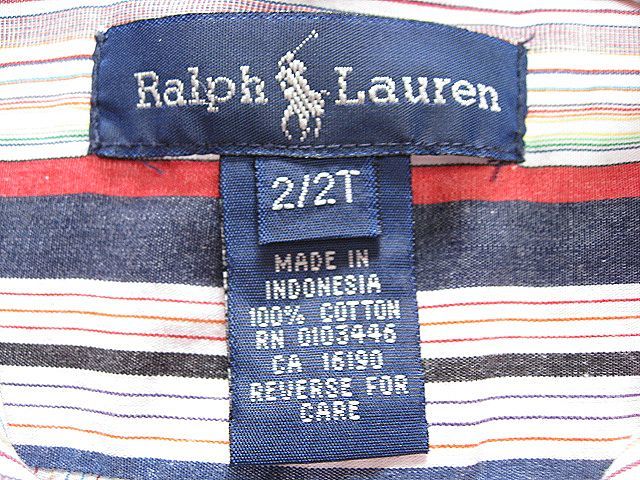 Ralph Lauren
2/2T
MADE IN
INDONESIA
100% COTTON
RN 0103446
CA 16190
REVERSE FOR
CARE